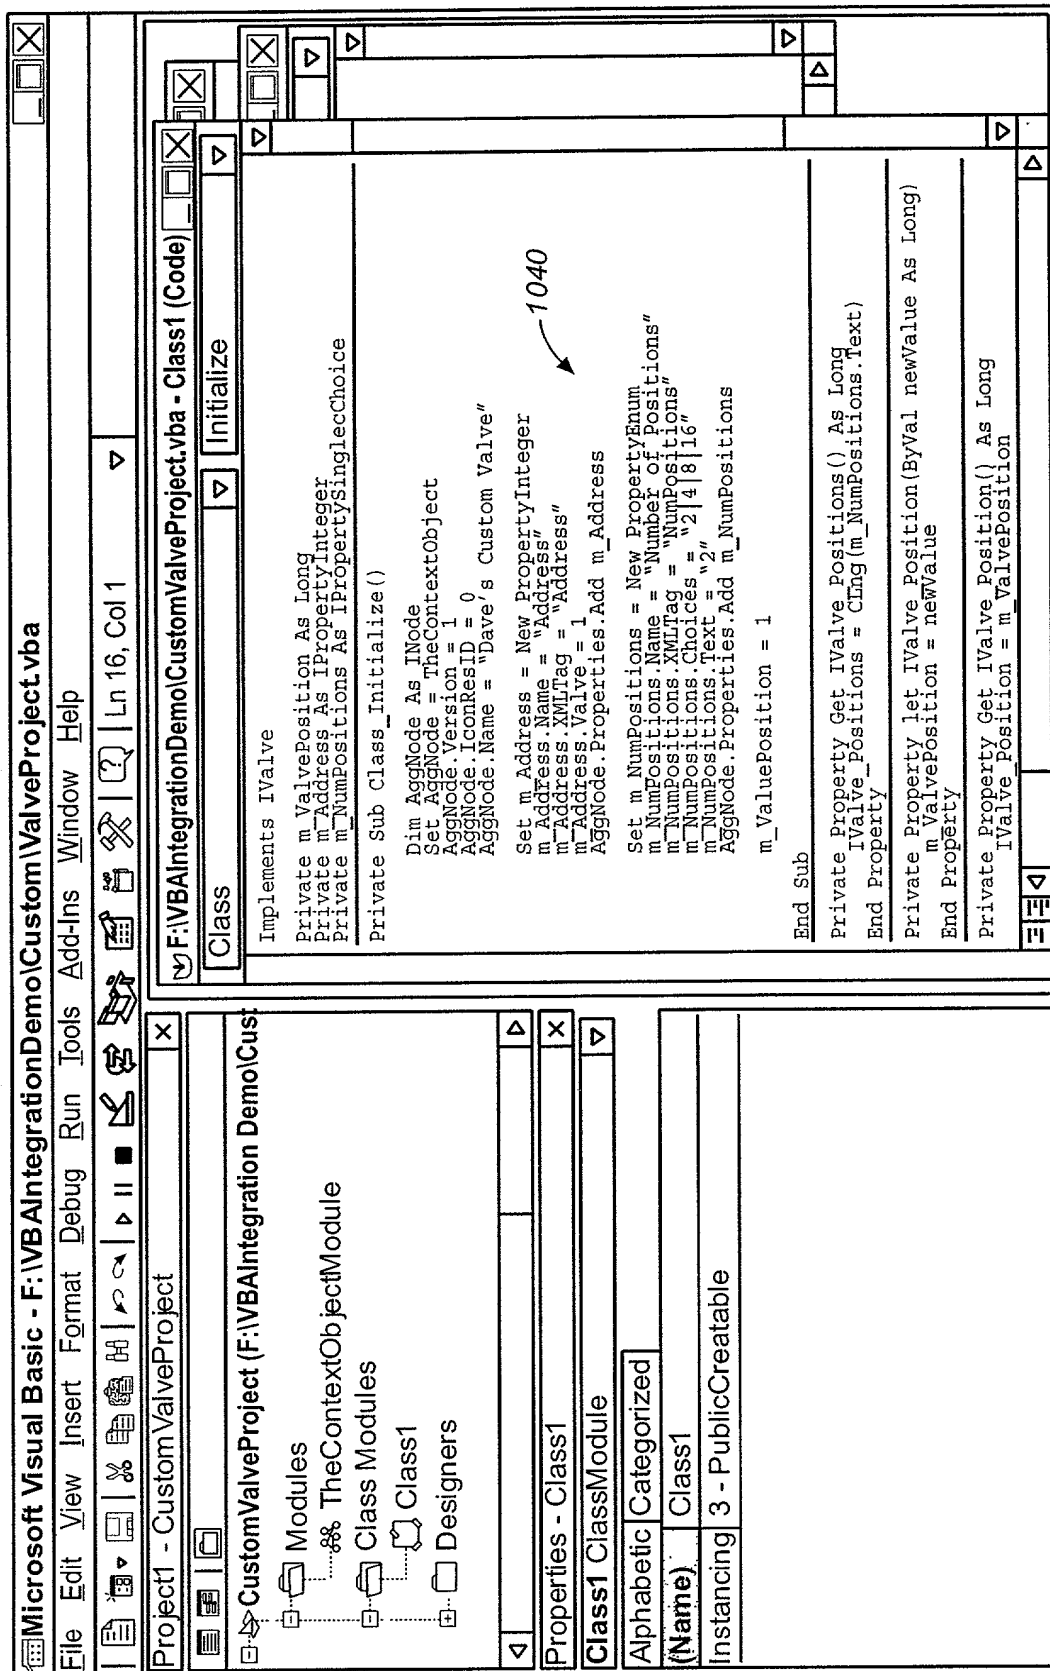 Microsoft Visual Basic - F:\VBAIntegrationDemo\Custom\ValveProject.vba
File Edit View Insert Format Debug Run Tools Add-Ins Window Help
Ln 16, Col 1
Project1 - CustomValveProject
CustomValveProject (F:\VBAIntegration Demo\Cust
Modules
TheContextObjectModule
Class Modules
Class1
Designers
Properties - Class1
Class1 ClassModule
Alphabetic Categorized
(Name) Class1
Instancing 3 - PublicCreatable
F:\VBAIntegrationDemo\CustomValveProject.vba - Class1 (Code)
Class Initialize
Implements IValve
Private m_ValvePosition As Long
Private m_Address As IPropertyInteger
Private m_NumPositions As IPropertySinglecChoice
Private Sub Class_Initialize()
Dim AggNode As INode
Set AggNode = TheContextObject
AggNode.Version = 1
AggNode.IconResID = 0
AggNode.Name = "Dave's Custom Valve"
Set m_Address = New PropertyInteger
m_Address.Name = "Address"
m_Address.XMLTag = "Address"
m_Address.Valve = 1
AggNode.Properties.Add m_Address
1040
Set m_NumPositions = New PropertyEnum
m_NumPositions.Name = "Number of Positions"
m_NumPositions.XMLTag = "NumPositions"
m_NumPositions.Choices = "2|4|8|16"
m_NumPositions.Text = "2"
AggNode.Properties.Add m_NumPositions
m_ValuePosition = 1
End Sub
Private Property Get IValve_Positions() As Long
IValve_Positions = CLng(m_NumPositions.Text)
End Property
Private Property let IValve_Position(ByVal newValue As Long)
m_ValvePosition = newValue
End Property
Private Property Get IValve_Position() As Long
IValve_Position = m_ValvePosition